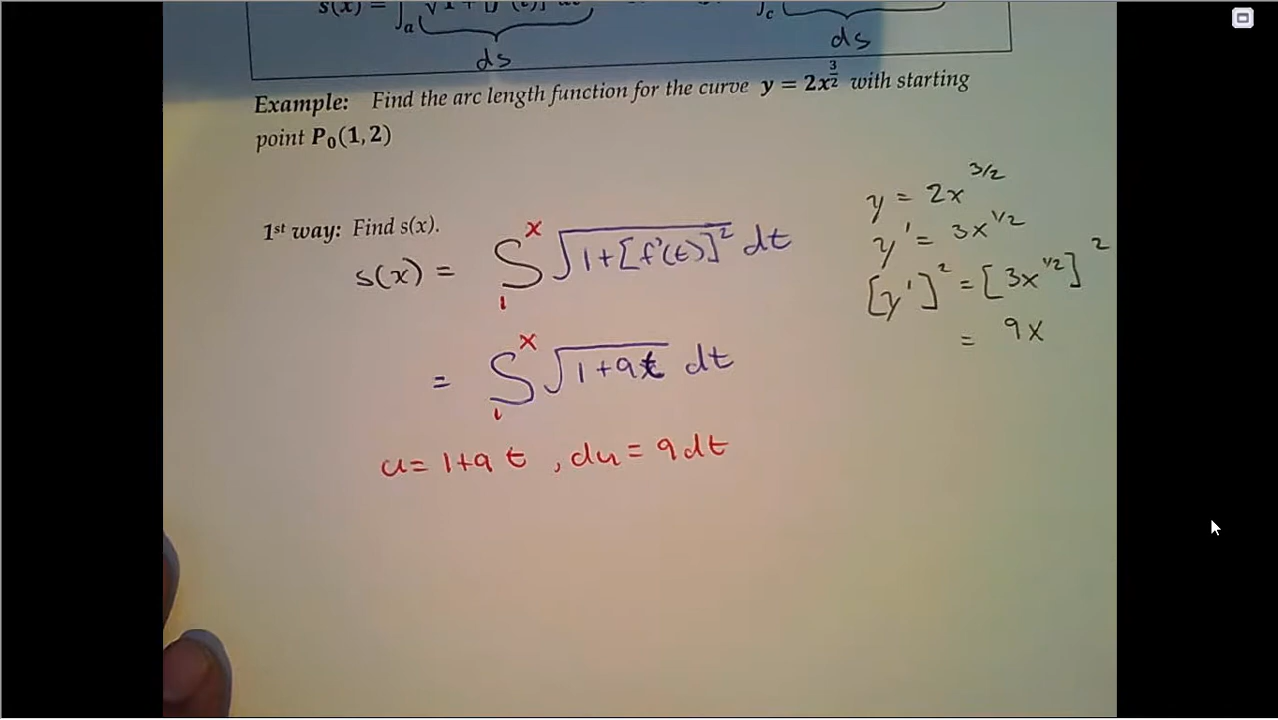 s(x) =
ds
ds
Example: Find the arc length function for the curve y = 2x^{3/2} with starting
point P₀(1, 2)
1st way: Find s(x).
s(x) = ∫₁ˣ √(1+[f'(t)]²) dt
= ∫₁ˣ √(1+9t) dt
u = 1+9t , du = 9dt
y = 2x^{3/2}
y' = 3x^{1/2}
[y']² = [3x^{1/2}]²
= 9x